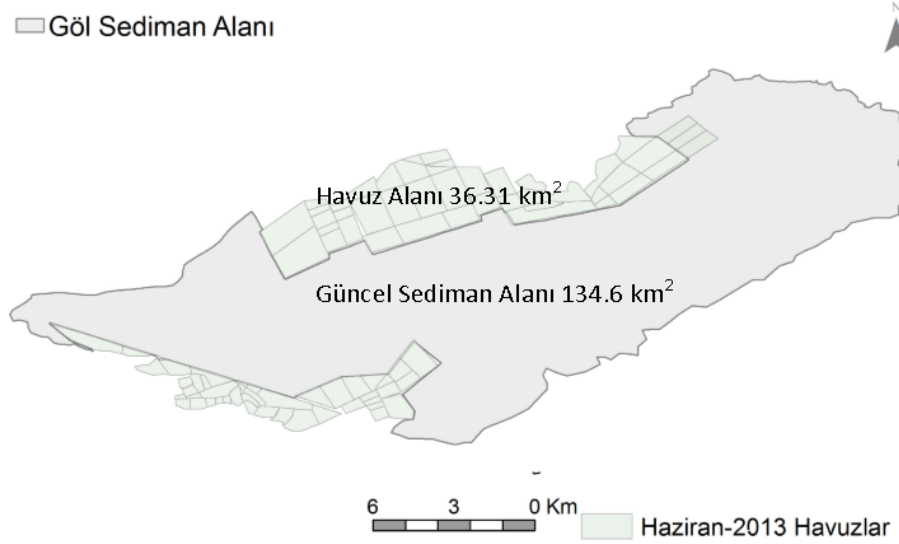 Göl Sediman Alanı
N
Havuz Alanı 36.31 km²
Güncel Sediman Alanı 134.6 km²
6 3 0 Km
Haziran-2013 Havuzlar